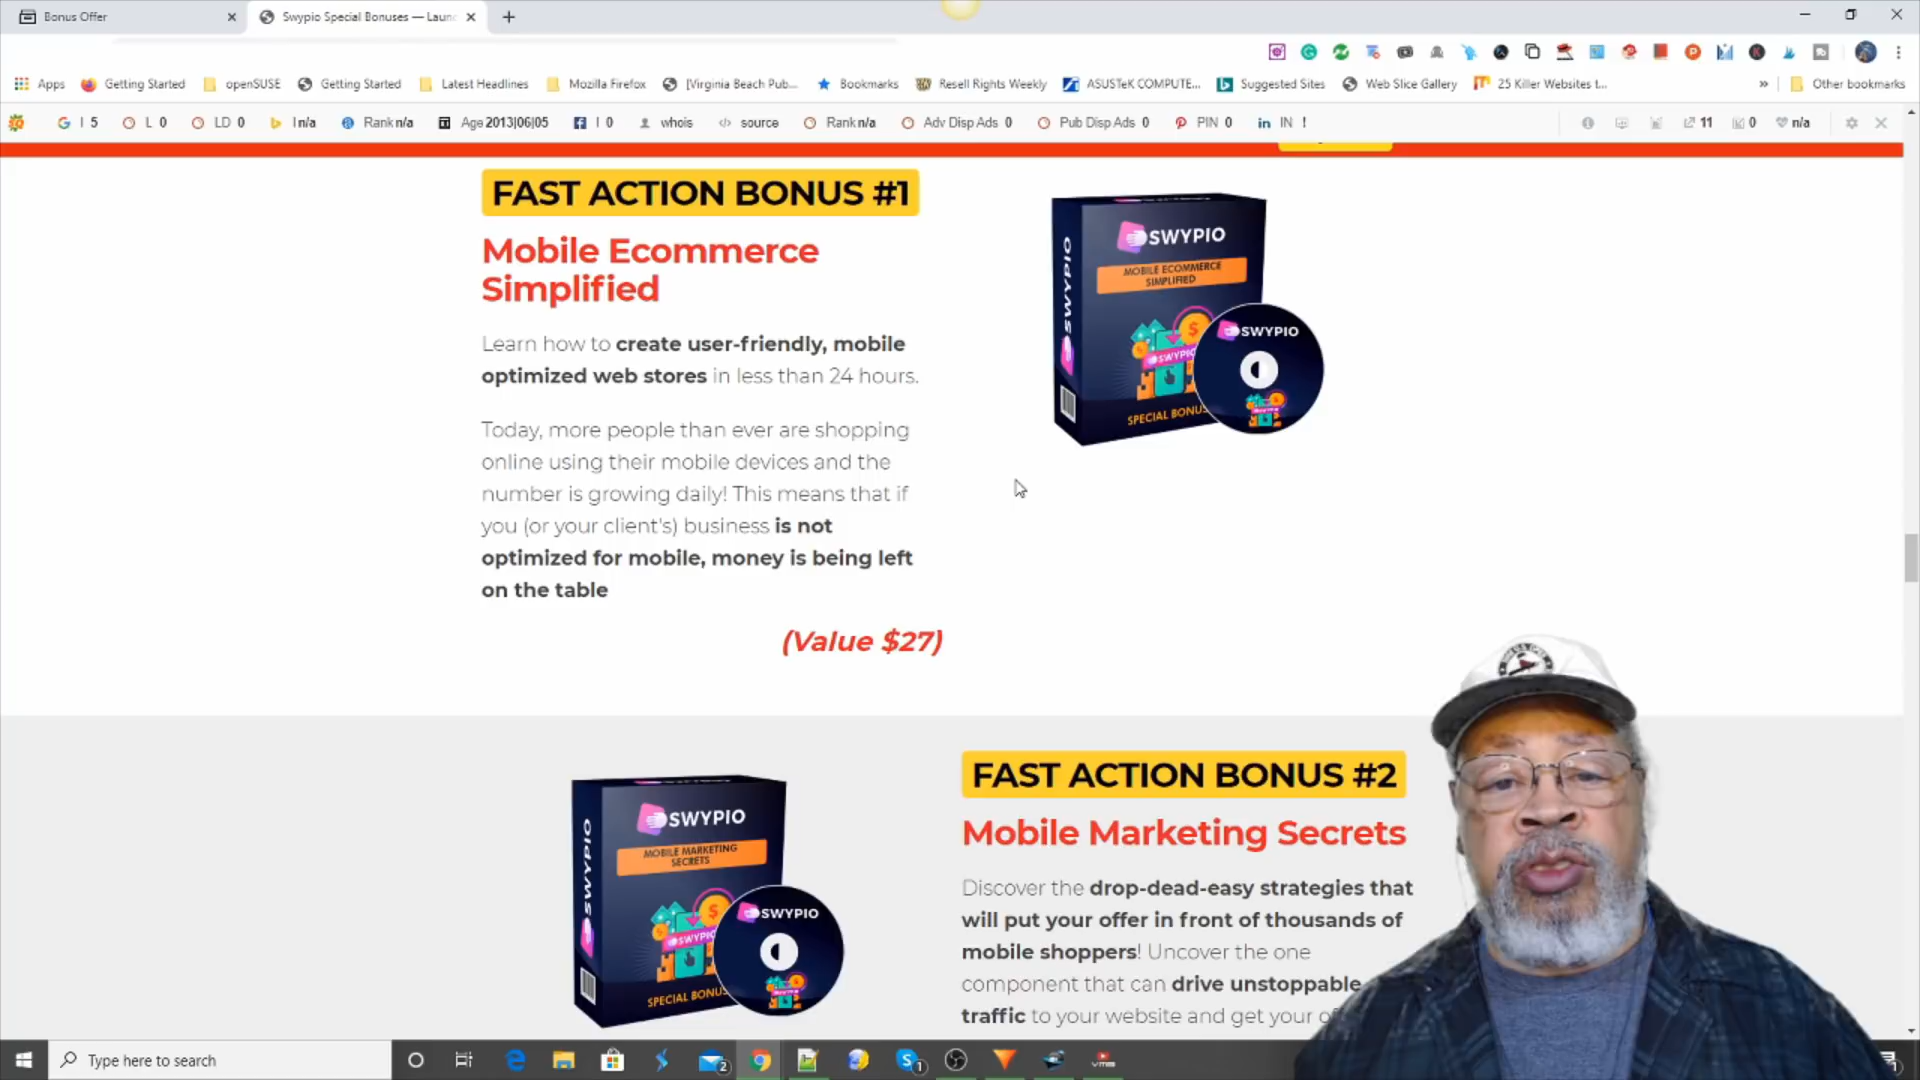 Bonus Offer
Swypio Special Bonuses — Laun
Apps
Getting Started
openSUSE
Getting Started
Latest Headlines
Mozilla Firefox
[Virginia Beach Pub...
Bookmarks
Resell Rights Weekly
ASUSTeK COMPUTE...
Suggested Sites
Web Slice Gallery
25 Killer Websites t...
»
Other bookmarks
I 5
L 0
LD 0
I n/a
Rank n/a
Age 2013|06|05
I 0
whois
source
Rank n/a
Adv Disp Ads 0
Pub Disp Ads 0
PIN 0
in IN !
11
0
n/a
FAST ACTION BONUS #1
Mobile Ecommerce
Simplified
Learn how to create user-friendly, mobile
optimized web stores in less than 24 hours.
Today, more people than ever are shopping
online using their mobile devices and the
number is growing daily! This means that if
you (or your client's) business is not
optimized for mobile, money is being left
on the table
(Value $27)
SWYPIO
SWYPIO
MOBILE ECOMMERCE
SIMPLIFIED
SWYPIO
SPECIAL BONUS
SWYPIO
SWYPIO
SWYPIO
MOBILE MARKETING
SECRETS
SWYPIO
SPECIAL BONUS
SWYPIO
FAST ACTION BONUS #2
Mobile Marketing Secrets
Discover the drop-dead-easy strategies that
will put your offer in front of thousands of
mobile shoppers! Uncover the one
component that can drive unstoppable
traffic to your website and get your
Type here to search
2
1